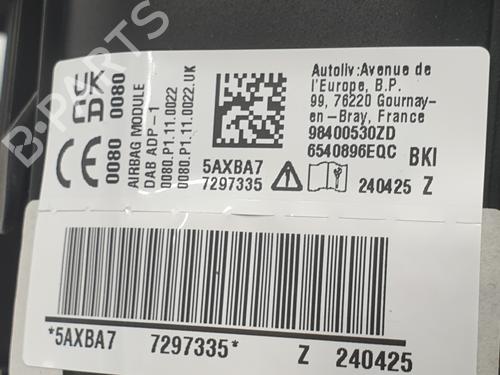 UK
CA
0080
CE
0080
AIRBAG MODULE
DAB ADP-1
0080.P1.11.0022
0080.P1.11.0022.UK
5AXBA7
7297335
Autoliv:Avenue de
l'Europe, B.P.
99, 76220 Gournay-
en-Bray, France
98400530ZD
6540896EQC BKI
240425 Z
*5AXBA7 7297335* Z 240425
B-PARTS